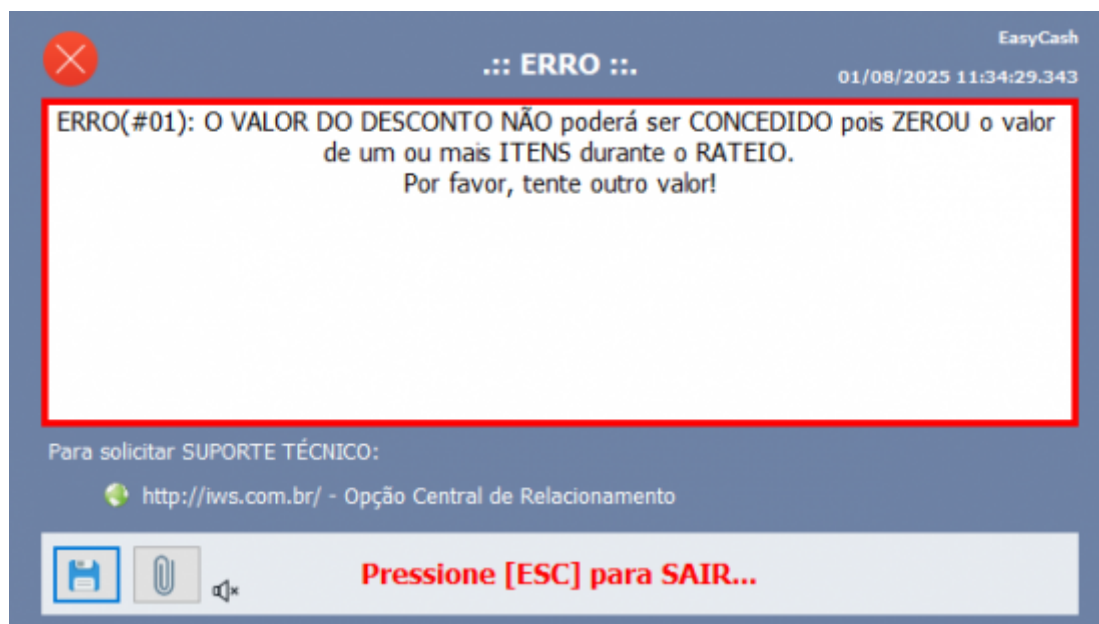 EasyCash
.:: ERRO ::.
01/08/2025 11:34:29.343
ERRO(#01): O VALOR DO DESCONTO NÃO poderá ser CONCEDIDO pois ZEROU o valor
de um ou mais ITENS durante o RATEIO.
Por favor, tente outro valor!
Para solicitar SUPORTE TÉCNICO:
http://iws.com.br/ - Opção Central de Relacionamento
Pressione [ESC] para SAIR...